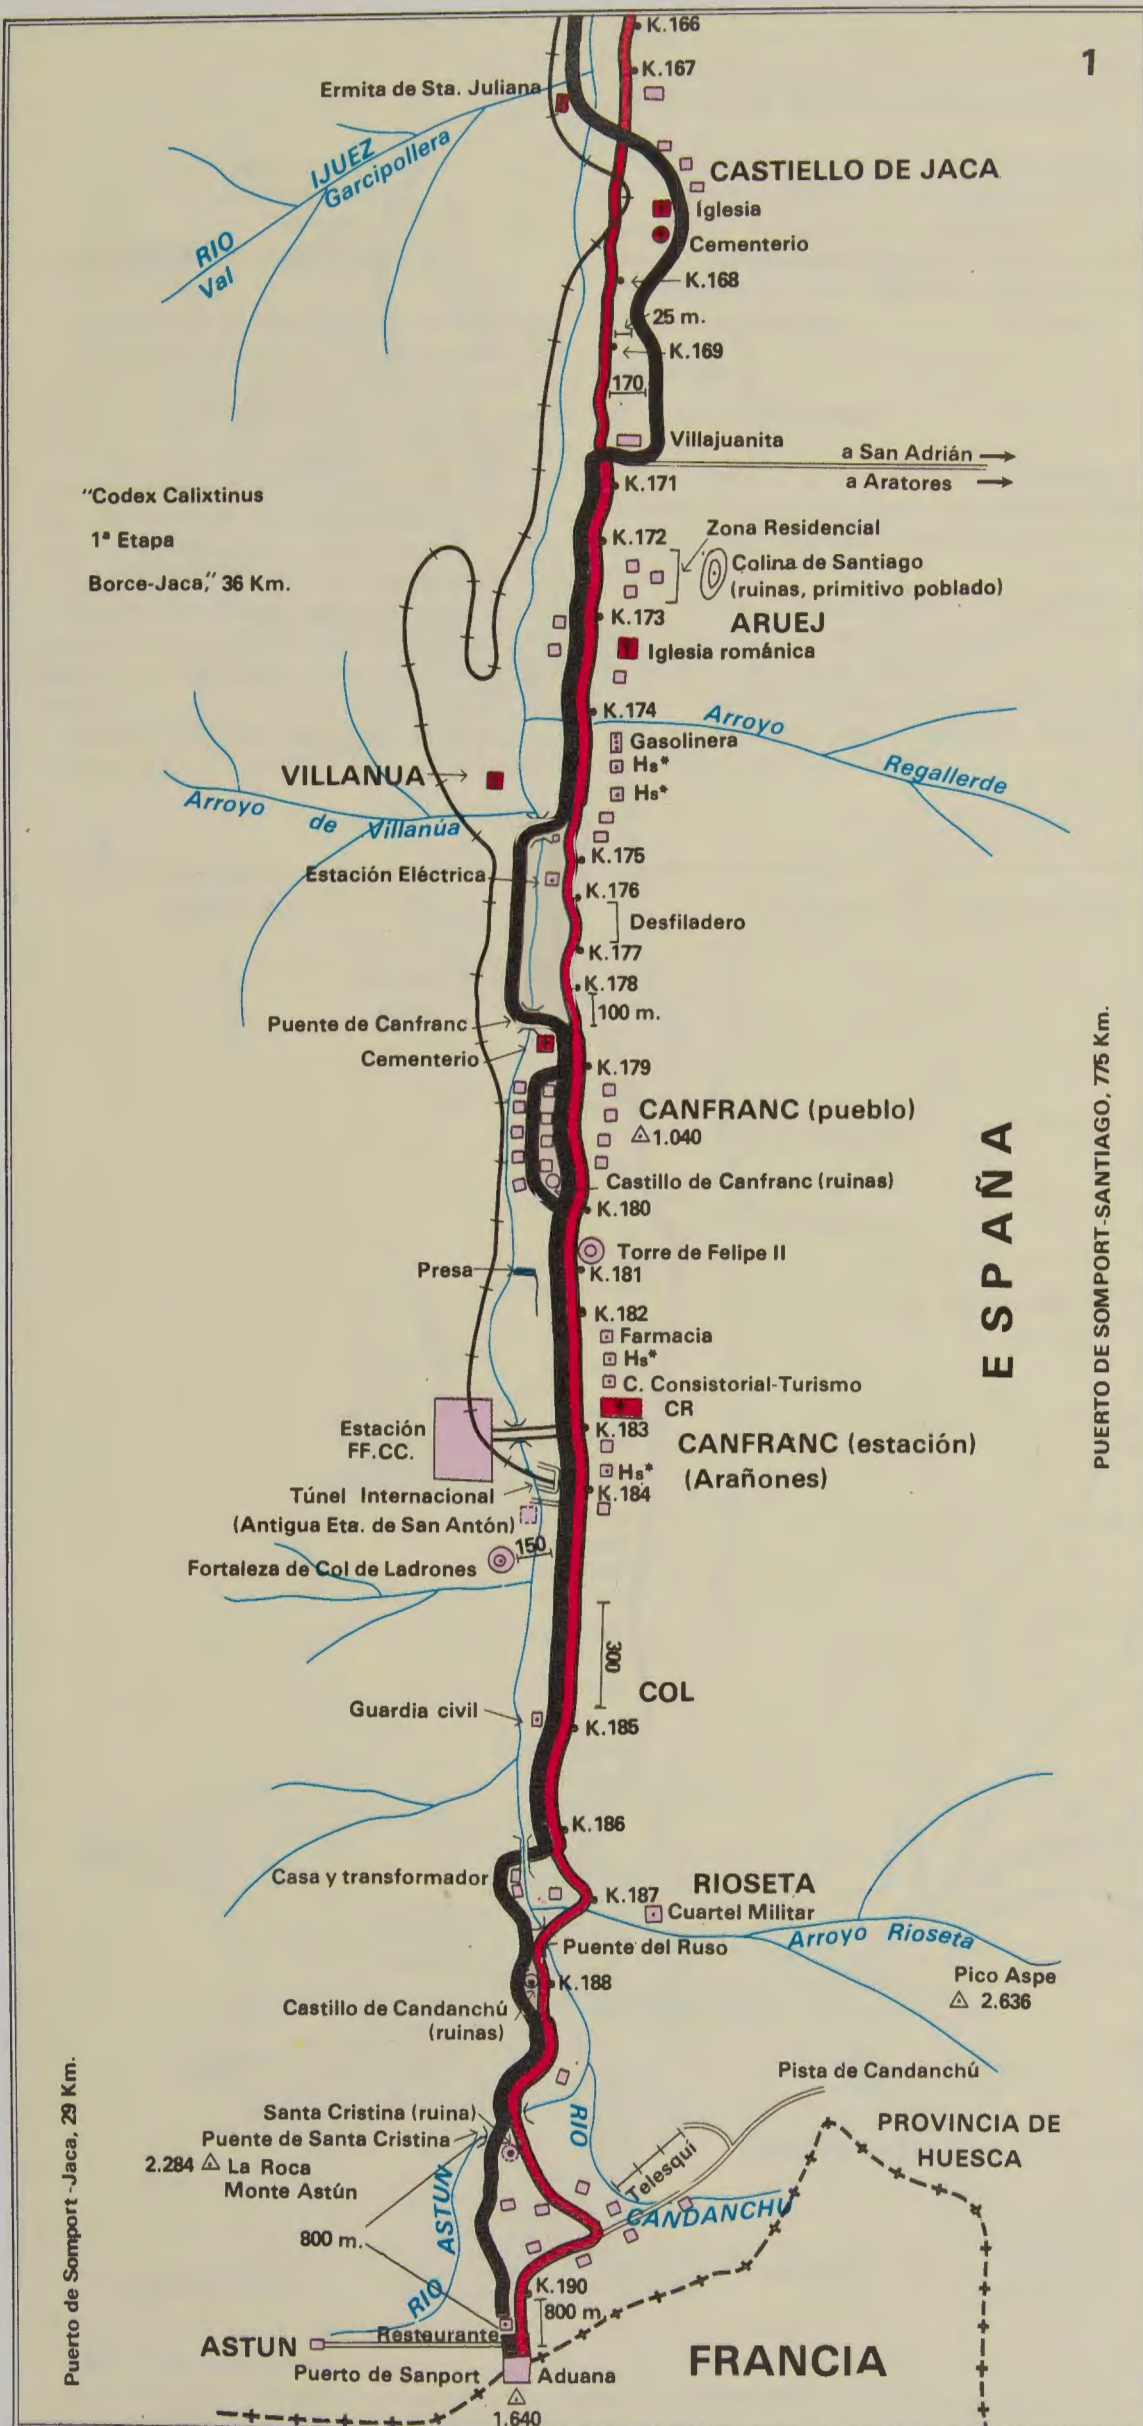 1
K.166
K.167
Ermita de Sta. Juliana
RIO IJUEZ
Val Garcipollera
CASTIELLO DE JACA
Iglesia
Cementerio
K.168
25 m.
K.169
170
Villajuanita
a San Adrián
a Aratores
K.171
"Codex Calixtinus
1ª Etapa
Borce-Jaca," 36 Km.
K.172
Zona Residencial
Colina de Santiago
(ruinas, primitivo poblado)
K.173
ARUEJ
Iglesia románica
K.174
Arroyo Regallerde
Gasolinera
Hs*
Hs*
VILLANUA
Arroyo de Villanúa
K.175
Estación Eléctrica
K.176
Desfiladero
K.177
K.178
100 m.
Puente de Canfranc
Cementerio
K.179
CANFRANC (pueblo)
1.040
Castillo de Canfranc (ruinas)
K.180
Torre de Felipe II
Presa
K.181
K.182
Farmacia
Hs*
C. Consistorial-Turismo
CR
Estación
FF.CC.
K.183
CANFRANC (estación)
(Arañones)
Hs*
K.184
Túnel Internacional
(Antigua Eta. de San Antón)
150
Fortaleza de Col de Ladrones
300
COL
Guardia civil
K.185
K.186
Casa y transformador
RIOSETA
K.187
Cuartel Militar
Arroyo Rioseta
Puente del Ruso
K.188
Pico Aspe
2.636
Castillo de Candanchú
(ruinas)
Pista de Candanchú
Santa Cristina (ruina)
Puente de Santa Cristina
2.284 La Roca
Monte Astún
RIO CANDANCHU
Telesquí
PROVINCIA DE
HUESCA
800 m.
RIO ASTUN
K.190
800 m.
Restaurante
ASTUN
Puerto de Sanport
Aduana
1.640
FRANCIA
ESPAÑA
PUERTO DE SOMPORT-SANTIAGO, 775 Km.
Puerto de Somport-Jaca, 29 Km.